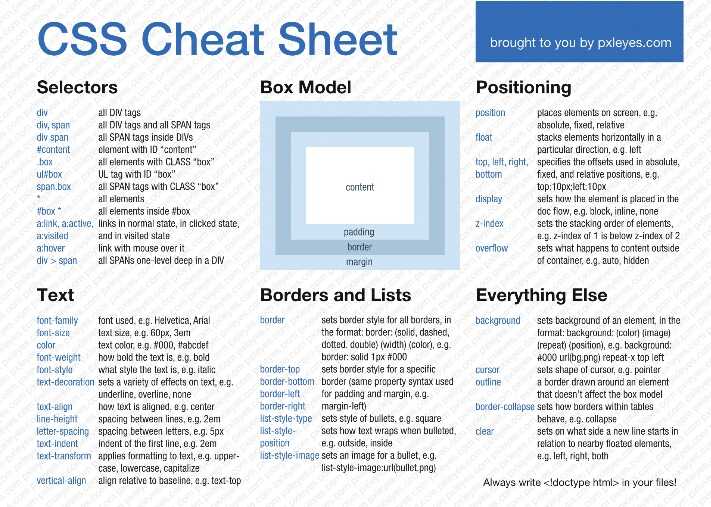 CSS Cheat Sheet
brought to you by pxleyes.com
Selectors
div all DIV tags
div, span all DIV tags and all SPAN tags
div span all SPAN tags inside DIVs
#content element with ID “content”
.box all elements with CLASS “box”
ul#box UL tag with ID “box”
span.box all SPAN tags with CLASS “box”
* all elements
#box * all elements inside #box
a:link, a:active, links in normal state, in clicked state,
a:visited and in visited state
a:hover link with mouse over it
div > span all SPANs one-level deep in a DIV
Box Model
content
padding
border
margin
Positioning
position places elements on screen, e.g.
absolute, fixed, relative
float stacks elements horizontally in a
particular direction, e.g. left
top, left, right, specifies the offsets used in absolute,
bottom fixed, and relative positions, e.g.
top:10px;left:10px
display sets how the element is placed in the
doc flow, e.g. block, inline, none
z-index sets the stacking order of elements,
e.g. z-index of 1 is below z-index of 2
overflow sets what happens to content outside
of container, e.g. auto, hidden
Text
font-family font used, e.g. Helvetica, Arial
font-size text size, e.g. 60px, 3em
color text color, e.g. #000, #abcdef
font-weight how bold the text is, e.g. bold
font-style what style the text is, e.g. italic
text-decoration sets a variety of effects on text, e.g.
underline, overline, none
text-align how text is aligned, e.g. center
line-height spacing between lines, e.g. 2em
letter-spacing spacing between letters, e.g. 5px
text-indent indent of the first line, e.g. 2em
text-transform applies formatting to text, e.g. upper-
case, lowercase, capitalize
vertical-align align relative to baseline, e.g. text-top
Borders and Lists
border sets border style for all borders, in
the format: border: (solid, dashed,
dotted, double) (width) (color), e.g.
border: solid 1px #000
border-top sets border style for a specific
border-bottom border (same property syntax used
border-left for padding and margin, e.g.
border-right margin-left)
list-style-type sets style of bullets, e.g. square
list-style- sets how text wraps when bulleted,
position e.g. outside, inside
list-style-image sets an image for a bullet, e.g.
list-style-image:url(bullet.png)
Everything Else
background sets background of an element, in the
format: background: (color) (image)
(repeat) (position), e.g. background:
#000 url(bg.png) repeat-x top left
cursor sets shape of cursor, e.g. pointer
outline a border drawn around an element
that doesn’t affect the box model
border-collapse sets how borders within tables
behave, e.g. collapse
clear sets on what side a new line starts in
relation to nearby floated elements,
e.g. left, right, both
Always write <!doctype html> in your files!